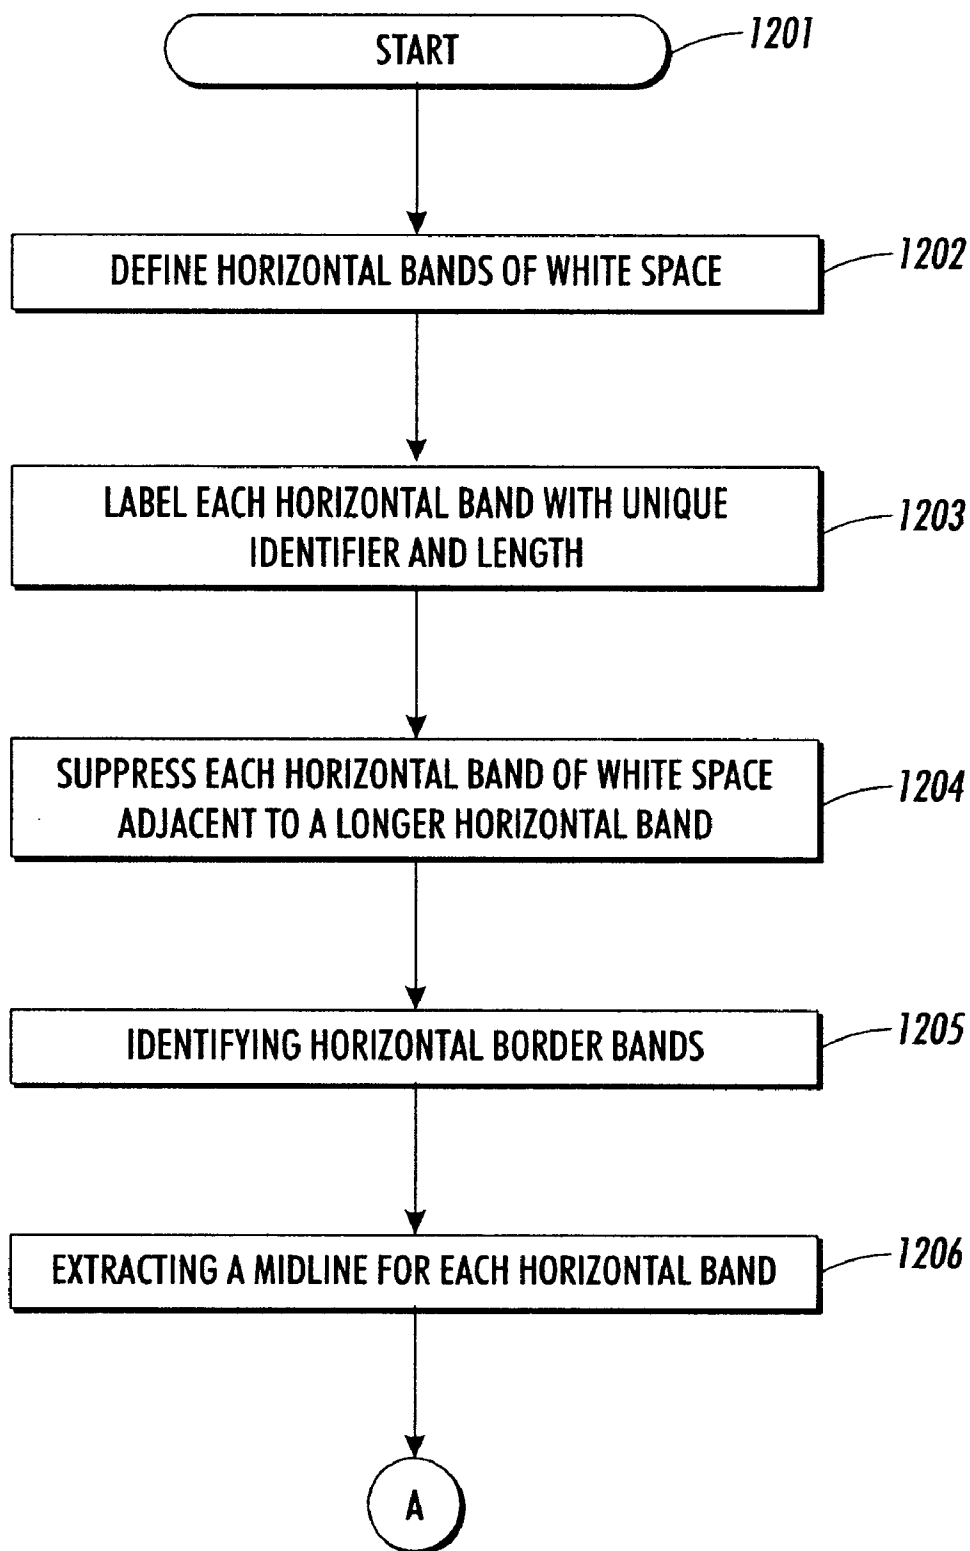 START
1201
DEFINE HORIZONTAL BANDS OF WHITE SPACE
1202
LABEL EACH HORIZONTAL BAND WITH UNIQUE
IDENTIFIER AND LENGTH
1203
SUPPRESS EACH HORIZONTAL BAND OF WHITE SPACE
ADJACENT TO A LONGER HORIZONTAL BAND
1204
IDENTIFYING HORIZONTAL BORDER BANDS
1205
EXTRACTING A MIDLINE FOR EACH HORIZONTAL BAND
1206
A